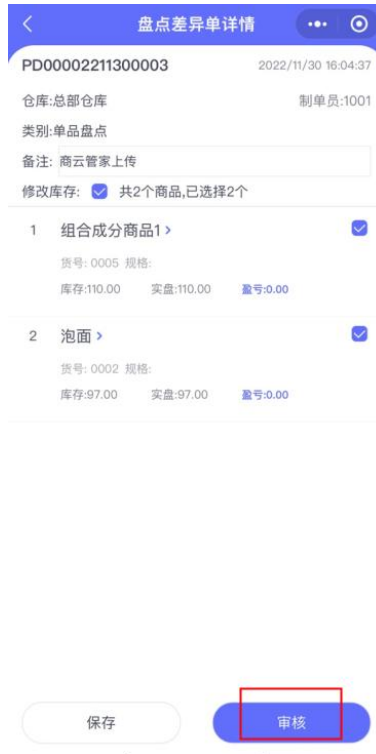 盘点差异单详情
PD00002211300003 2022/11/30 16:04:37
仓库:总部仓库 制单员:1001
类别:单品盘点
备注: 商云管家上传
修改库存: 共2个商品,已选择2个
1 组合成分商品1
货号: 0005 规格:
库存:110.00 实盘:110.00 盈亏:0.00
2 泡面
货号: 0002 规格:
库存:97.00 实盘:97.00 盈亏:0.00
保存 审核